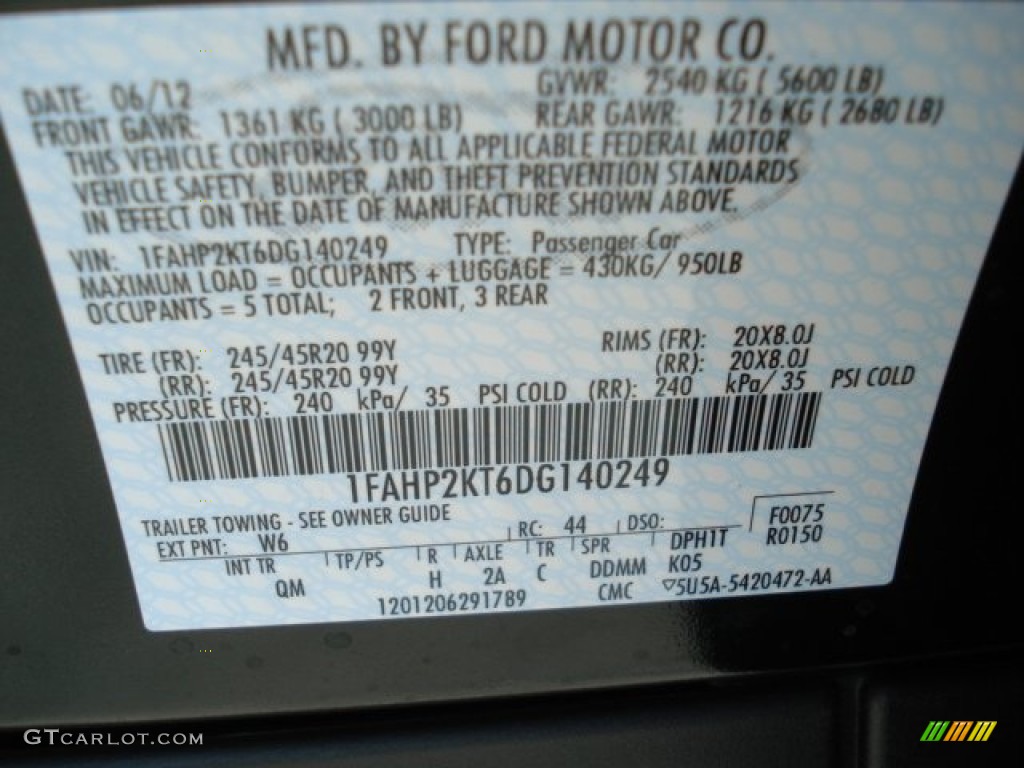 MFD. BY FORD MOTOR CO.
DATE: 06/12 GVWR: 2540 KG ( 5600 LB)
FRONT GAWR: 1361 KG ( 3000 LB) REAR GAWR: 1216 KG ( 2680 LB)
THIS VEHICLE CONFORMS TO ALL APPLICABLE FEDERAL MOTOR
VEHICLE SAFETY, BUMPER, AND THEFT PREVENTION STANDARDS
IN EFFECT ON THE DATE OF MANUFACTURE SHOWN ABOVE.
VIN: 1FAHP2KT6DG140249 TYPE: Passenger Car
MAXIMUM LOAD = OCCUPANTS + LUGGAGE = 430KG/ 950LB
OCCUPANTS = 5 TOTAL; 2 FRONT, 3 REAR
TIRE (FR): 245/45R20 99Y RIMS (FR): 20X8.0J
(RR): 245/45R20 99Y (RR): 20X8.0J
PRESSURE (FR): 240 kPa/ 35 PSI COLD (RR): 240 kPa/ 35 PSI COLD
1FAHP2KT6DG140249
TRAILER TOWING - SEE OWNER GUIDE
EXT PNT: W6 RC: 44 DSO: F0075
INT TR TP/PS R AXLE TR SPR DPH1T R0150
QM H 2A C DDMM K05
1201206291789 CMC ▽5U5A-5420472-AA
GTCARLOT.COM